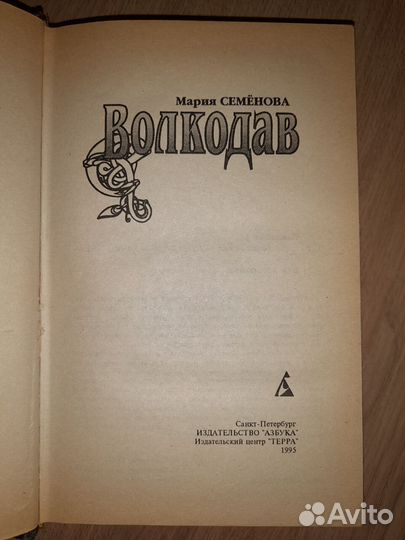 Мария СЕМЁНОВА
Волкодав
Санкт-Петербург
ИЗДАТЕЛЬСТВО "АЗБУКА"
Издательский центр "ТЕРРА"
1995
Avito